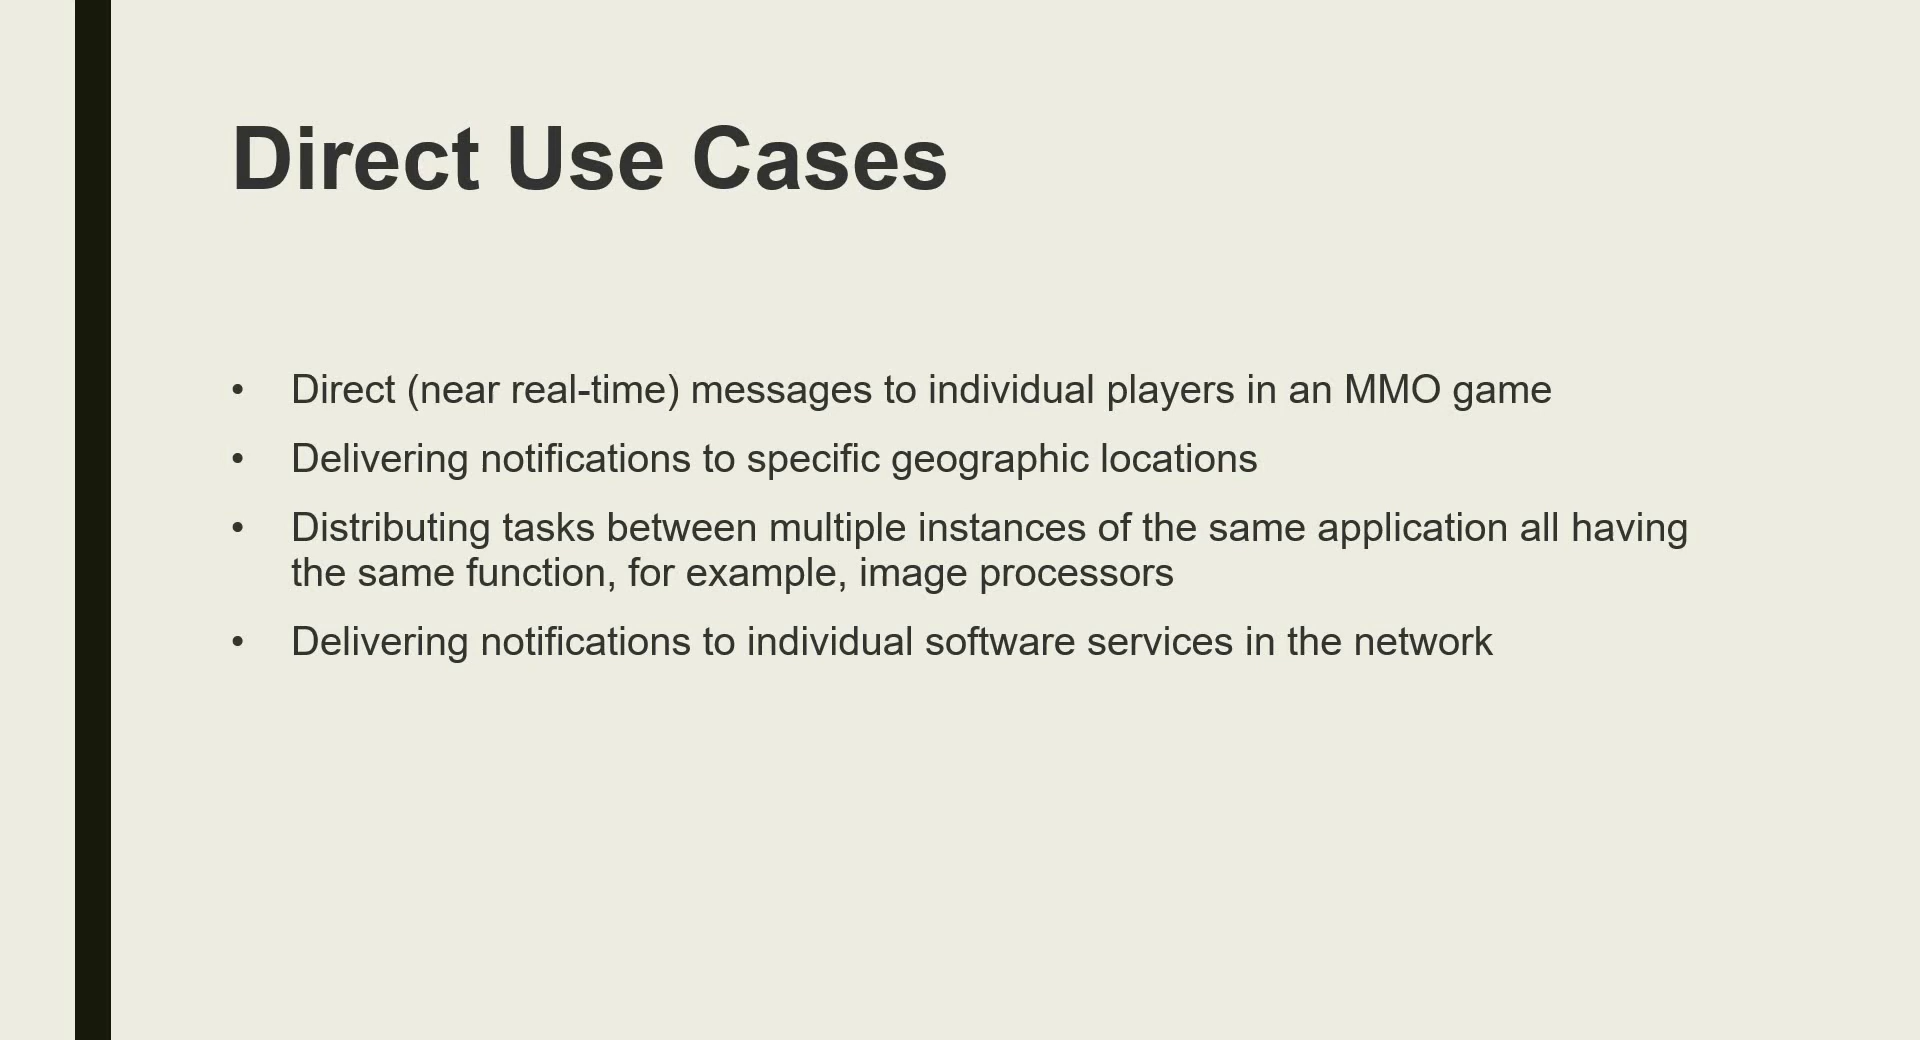 Direct Use Cases
• Direct (near real-time) messages to individual players in an MMO game
• Delivering notifications to specific geographic locations
• Distributing tasks between multiple instances of the same application all having
the same function, for example, image processors
• Delivering notifications to individual software services in the network